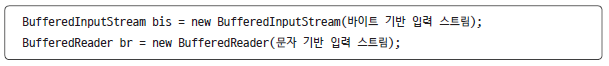 BufferedInputStream bis = new BufferedInputStream(바이트 기반 입력 스트림);
BufferedReader br = new BufferedReader(문자 기반 입력 스트림);